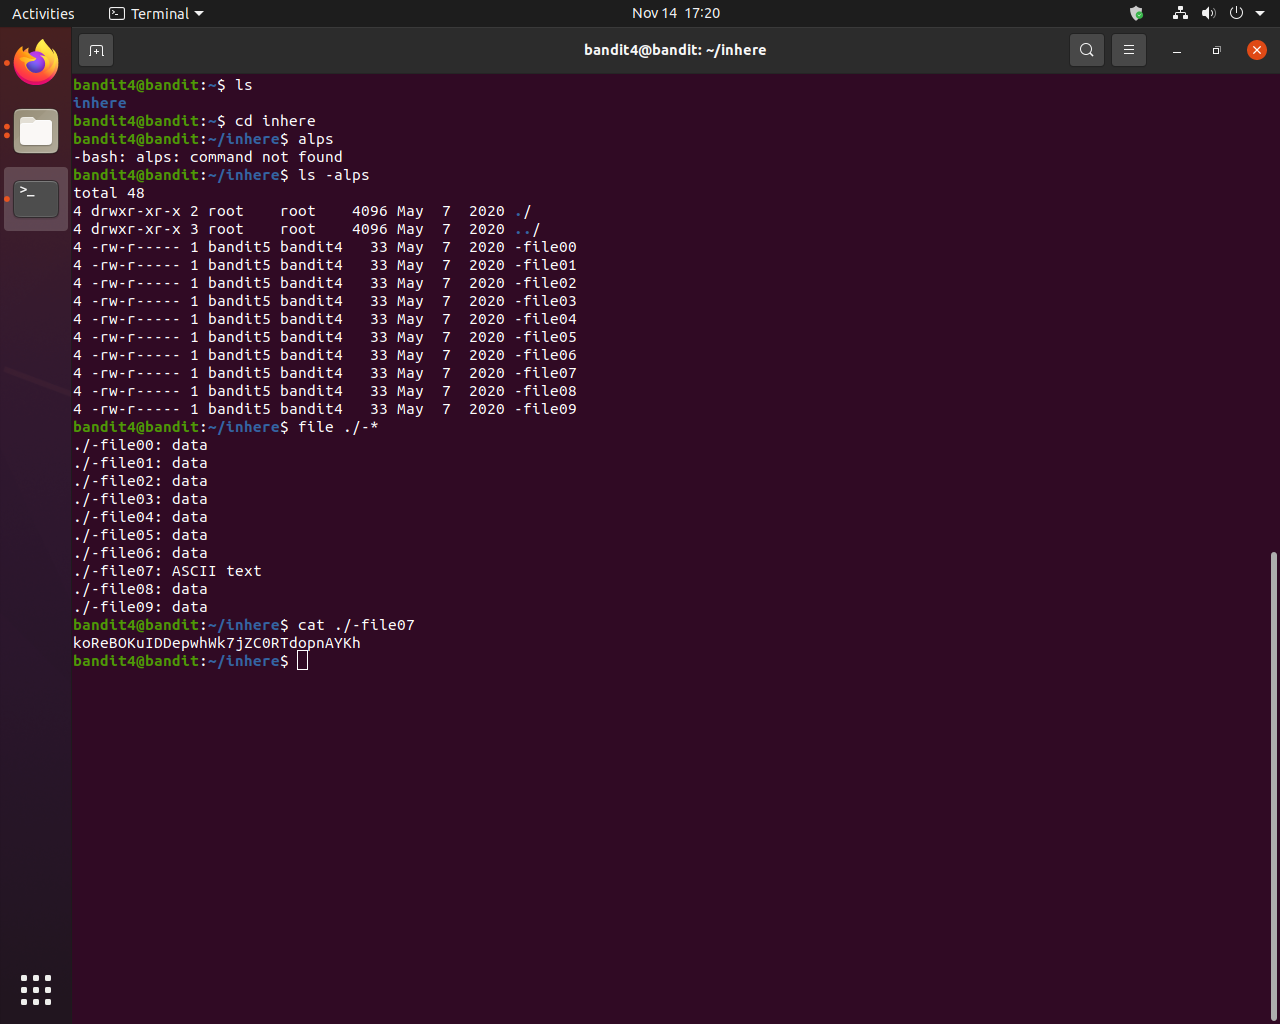 Activities Terminal Nov 14 17:20
bandit4@bandit: ~/inhere
bandit4@bandit:~$ ls
inhere
bandit4@bandit:~$ cd inhere
bandit4@bandit:~/inhere$ alps
-bash: alps: command not found
bandit4@bandit:~/inhere$ ls -alps
total 48
4 drwxr-xr-x 2 root    root    4096 May  7  2020 ./
4 drwxr-xr-x 3 root    root    4096 May  7  2020 ../
4 -rw-r----- 1 bandit5 bandit4   33 May  7  2020 -file00
4 -rw-r----- 1 bandit5 bandit4   33 May  7  2020 -file01
4 -rw-r----- 1 bandit5 bandit4   33 May  7  2020 -file02
4 -rw-r----- 1 bandit5 bandit4   33 May  7  2020 -file03
4 -rw-r----- 1 bandit5 bandit4   33 May  7  2020 -file04
4 -rw-r----- 1 bandit5 bandit4   33 May  7  2020 -file05
4 -rw-r----- 1 bandit5 bandit4   33 May  7  2020 -file06
4 -rw-r----- 1 bandit5 bandit4   33 May  7  2020 -file07
4 -rw-r----- 1 bandit5 bandit4   33 May  7  2020 -file08
4 -rw-r----- 1 bandit5 bandit4   33 May  7  2020 -file09
bandit4@bandit:~/inhere$ file ./-*
./-file00: data
./-file01: data
./-file02: data
./-file03: data
./-file04: data
./-file05: data
./-file06: data
./-file07: ASCII text
./-file08: data
./-file09: data
bandit4@bandit:~/inhere$ cat ./-file07
koReBOKuIDDepwhWk7jZC0RTdopnAYKh
bandit4@bandit:~/inhere$